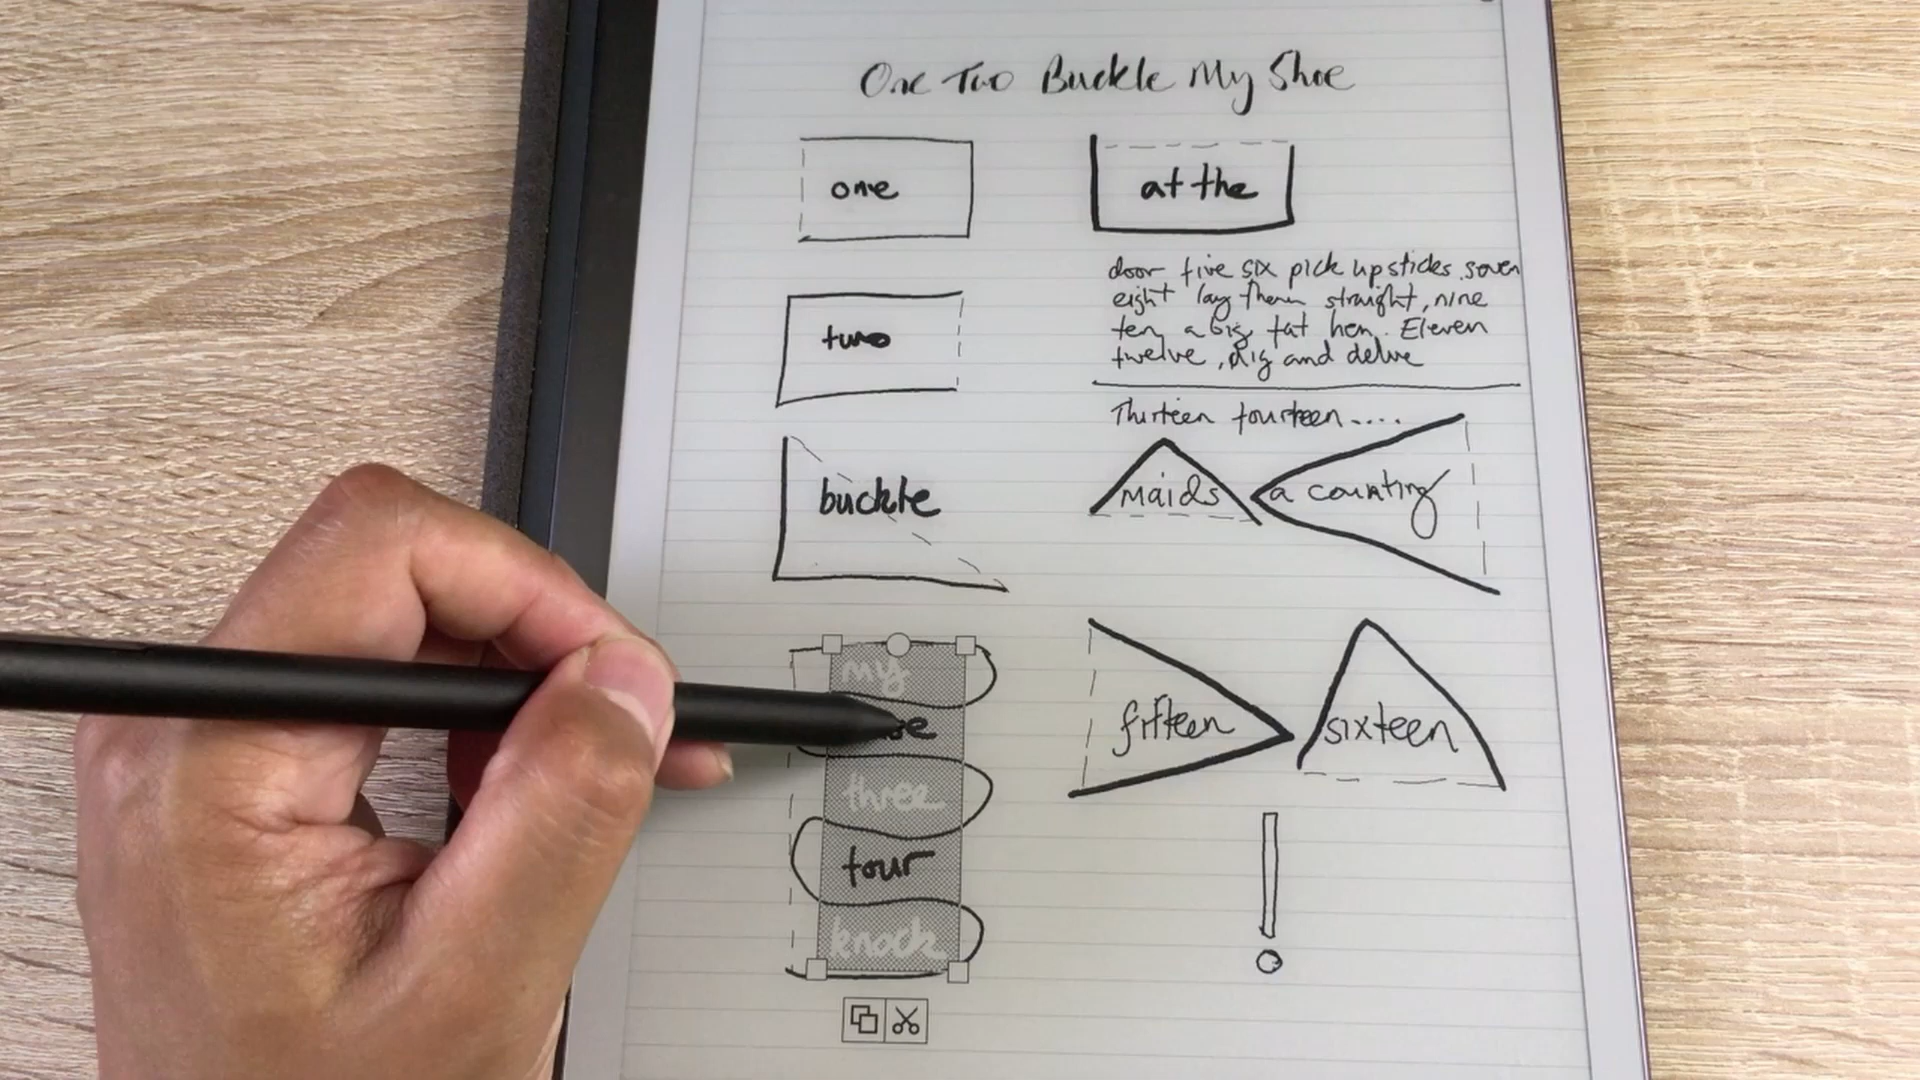 One Two Buckle My Shoe
one
two
buckle
my
three
four
knock
at the
door five six pick up sticks seven
eight lay them straight, nine
ten a big fat hen. Eleven
twelve, dig and delve
Thirteen fourteen....
Maids
a counting
fifteen
sixteen
!